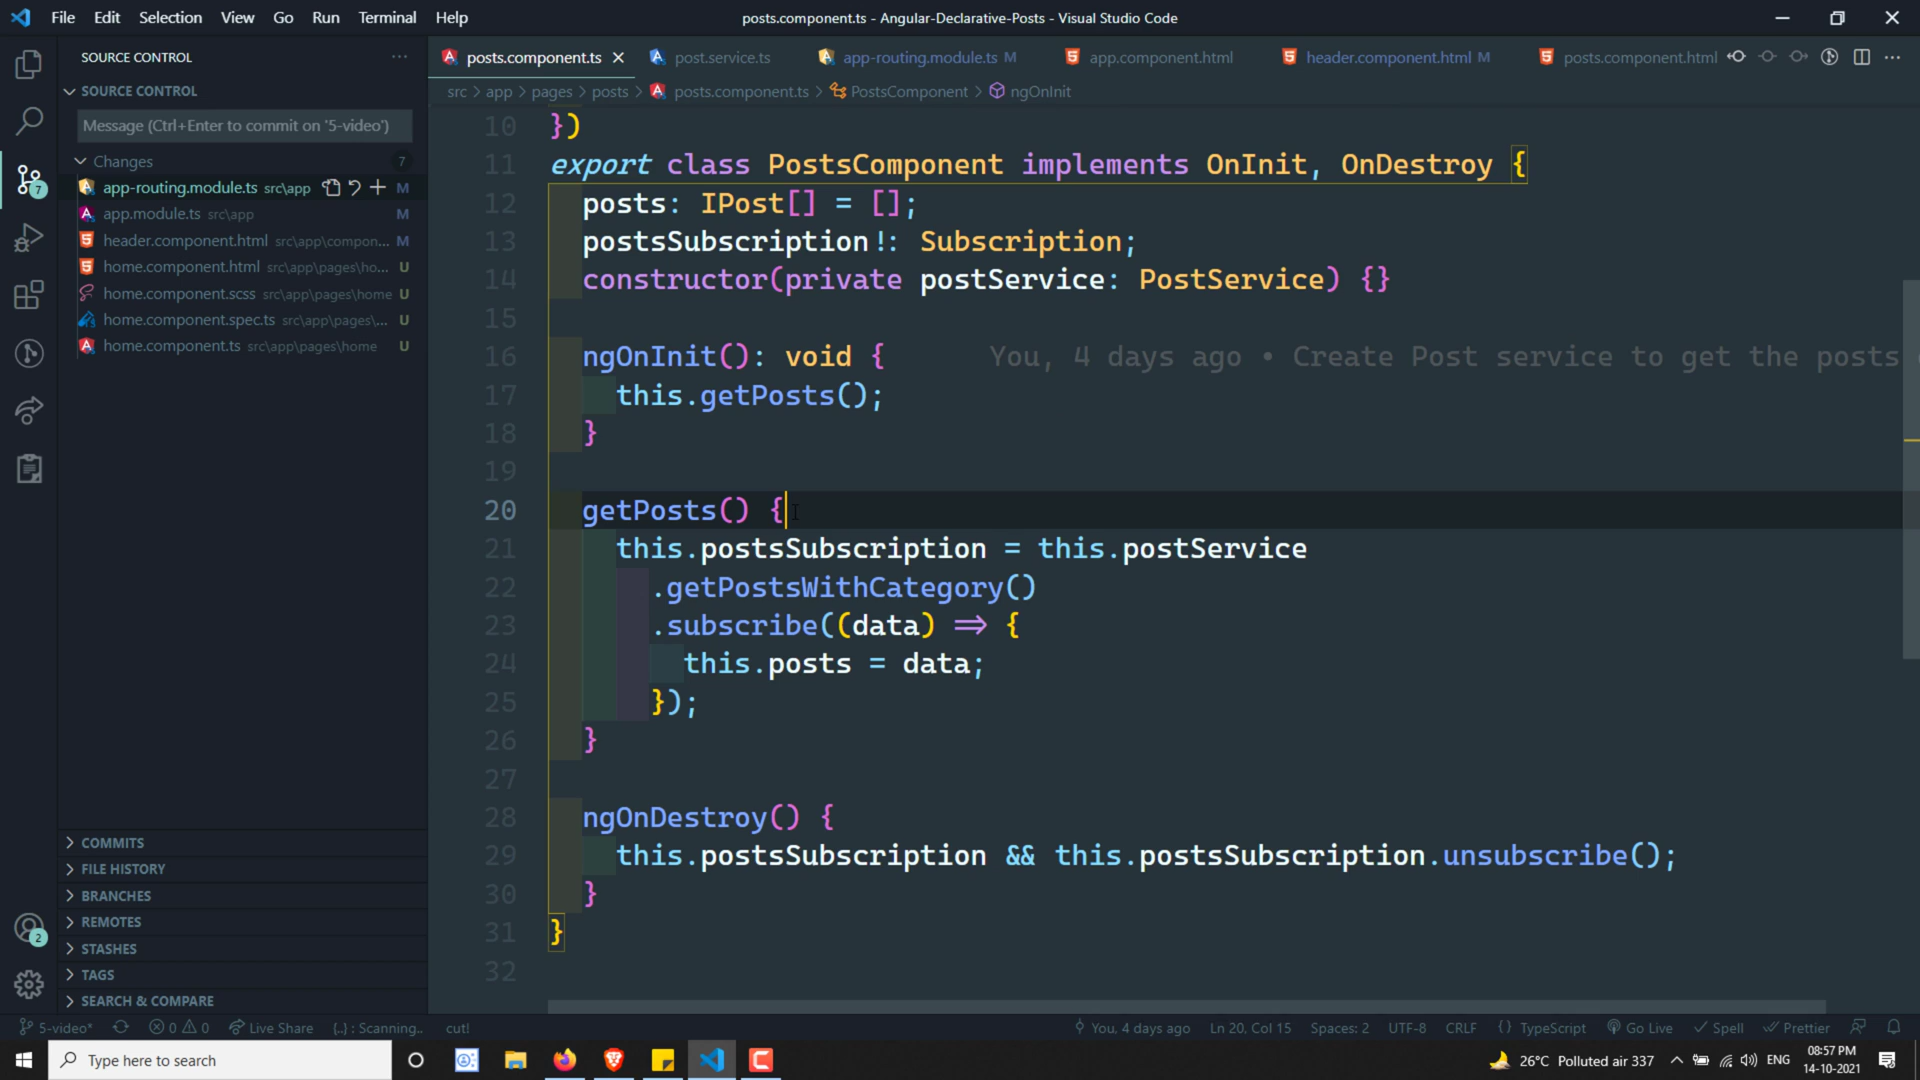 File Edit Selection View Go Run Terminal Help
posts.component.ts - Angular-Declarative-Posts - Visual Studio Code
SOURCE CONTROL
posts.component.ts
post.service.ts
app-routing.module.ts M
app.component.html
header.component.html M
posts.component.html
SOURCE CONTROL
src > app > pages > posts > posts.component.ts > PostsComponent > ngOnInit
Message (Ctrl+Enter to commit on '5-video')
Changes 7
app-routing.module.ts src\app M
app.module.ts src\app M
header.component.html src\app\compon... M
home.component.html src\app\pages\ho... U
home.component.scss src\app\pages\home U
home.component.spec.ts src\app\pages\... U
home.component.ts src\app\pages\home U
7
10 })
11 export class PostsComponent implements OnInit, OnDestroy {
12 posts: IPost[] = [];
13 postsSubscription!: Subscription;
14 constructor(private postService: PostService) {}
15
16 ngOnInit(): void { You, 4 days ago • Create Post service to get the posts
17 this.getPosts();
18 }
19
20 getPosts() {
21 this.postsSubscription = this.postService
22 .getPostsWithCategory()
23 .subscribe((data) => {
24 this.posts = data;
25 });
26 }
27
28 ngOnDestroy() {
29 this.postsSubscription && this.postsSubscription.unsubscribe();
30 }
31 }
32
COMMITS
FILE HISTORY
BRANCHES
REMOTES
STASHES
TAGS
SEARCH & COMPARE
2
5-video* 0 0 Live Share {..} : Scanning.. cut!
You, 4 days ago Ln 20, Col 15 Spaces: 2 UTF-8 CRLF {} TypeScript Go Live Spell Prettier
Type here to search
26°C Polluted air 337 ENG
08:57 PM
14-10-2021